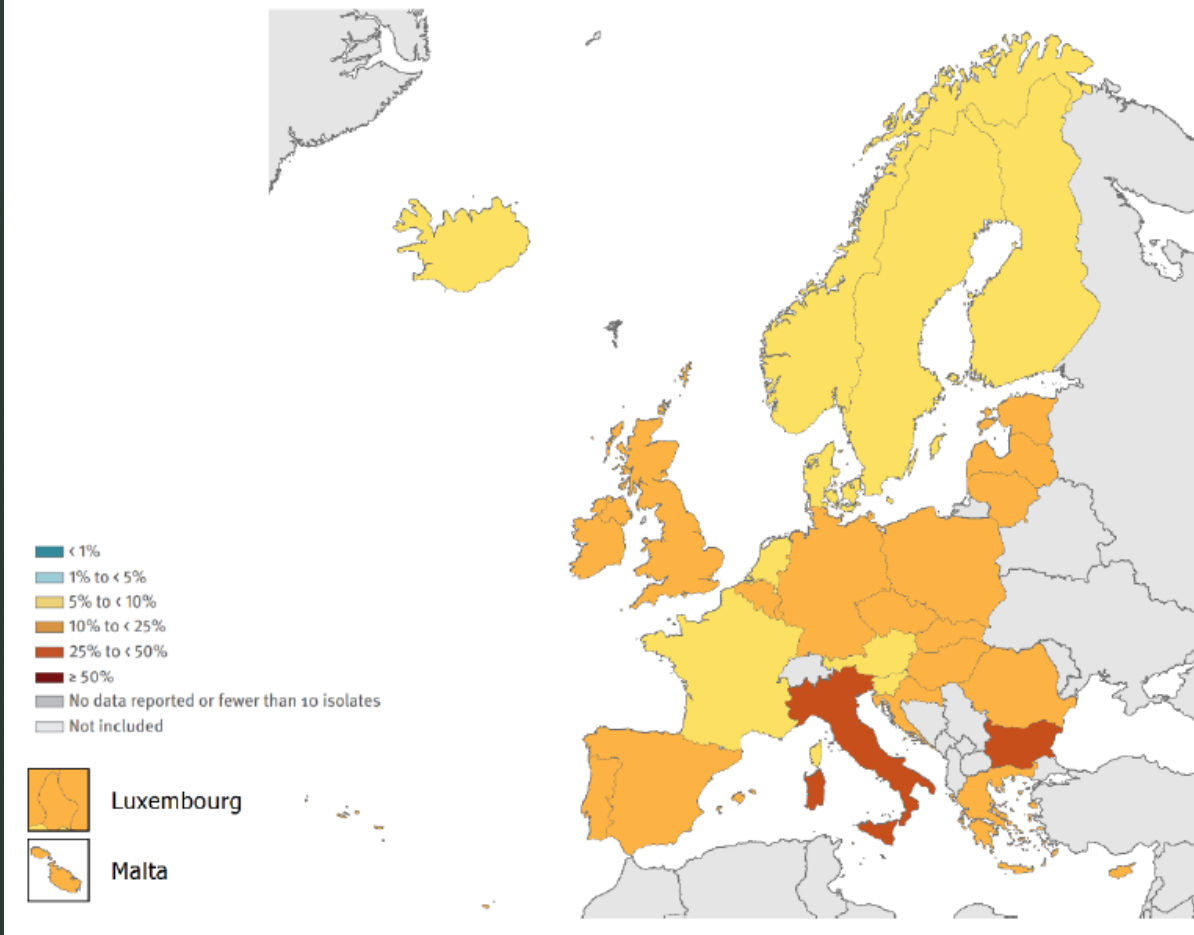 < 1%
1% to < 5%
5% to < 10%
10% to < 25%
25% to < 50%
≥ 50%
No data reported or fewer than 10 isolates
Not included
Luxembourg
Malta